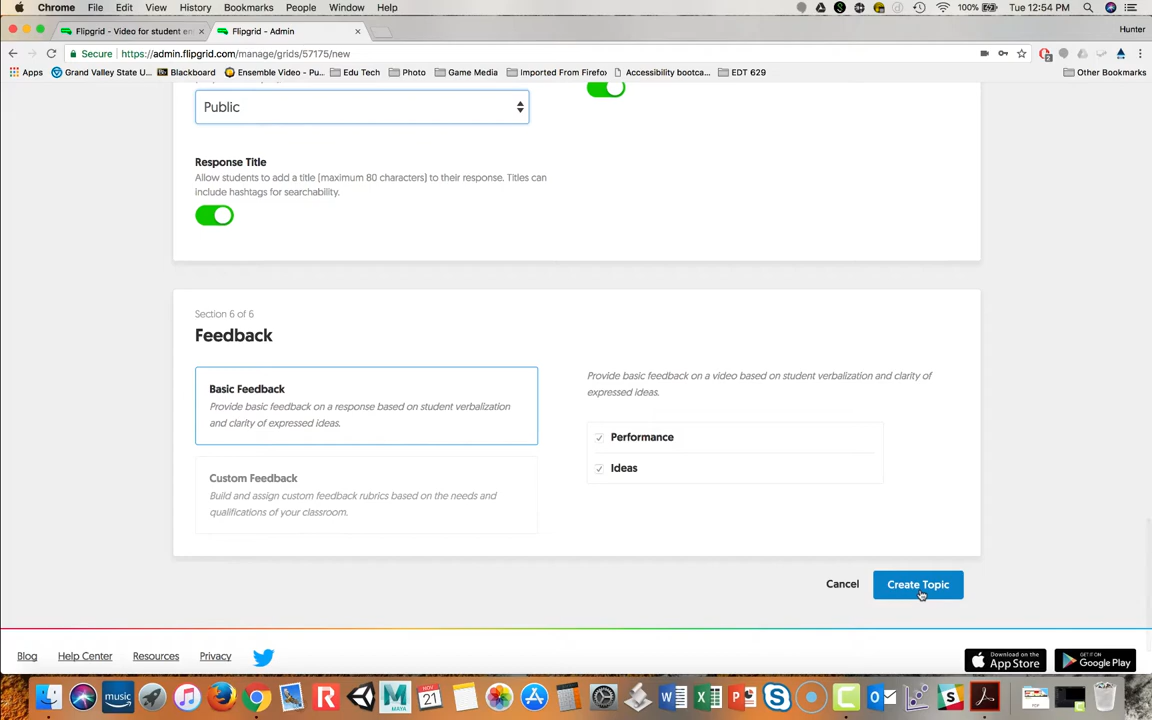 Chrome File Edit View History Bookmarks People Window Help 100% Tue 12:54 PM
Flipgrid - Video for student en Flipgrid - Admin Hunter
Secure https://admin.flipgrid.com/manage/grids/57175/new
Apps Grand Valley State U... Blackboard Ensemble Video - Pu... Edu Tech Photo Game Media Imported From Firefox Accessibility bootca... EDT 629 Other Bookmarks
Public
Response Title
Allow students to add a title (maximum 80 characters) to their response. Titles can
include hashtags for searchability.
Section 6 of 6
Feedback
Basic Feedback
Provide basic feedback on a response based on student verbalization
and clarity of expressed ideas.
Provide basic feedback on a video based on student verbalization and clarity of
expressed ideas.
Performance
Ideas
Custom Feedback
Build and assign custom feedback rubrics based on the needs and
qualifications of your classroom.
Cancel Create Topic
Blog Help Center Resources Privacy
Download on the
App Store
GET IT ON
Google Play
music
NOV
21
MAYA